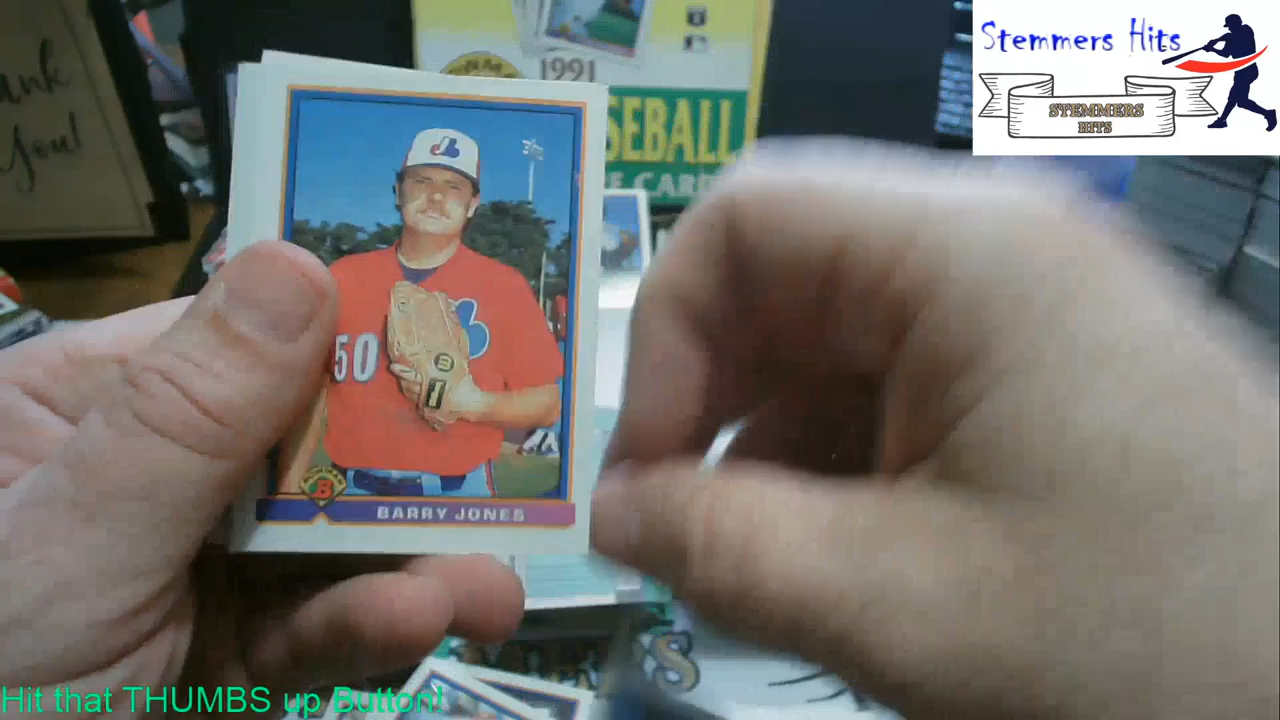 ank
You!
1991
SEBALL
E CARD
Stemmers Hits
STEMMERS
HITS
50
B
BARRY JONES
Hit that THUMBS up Button!